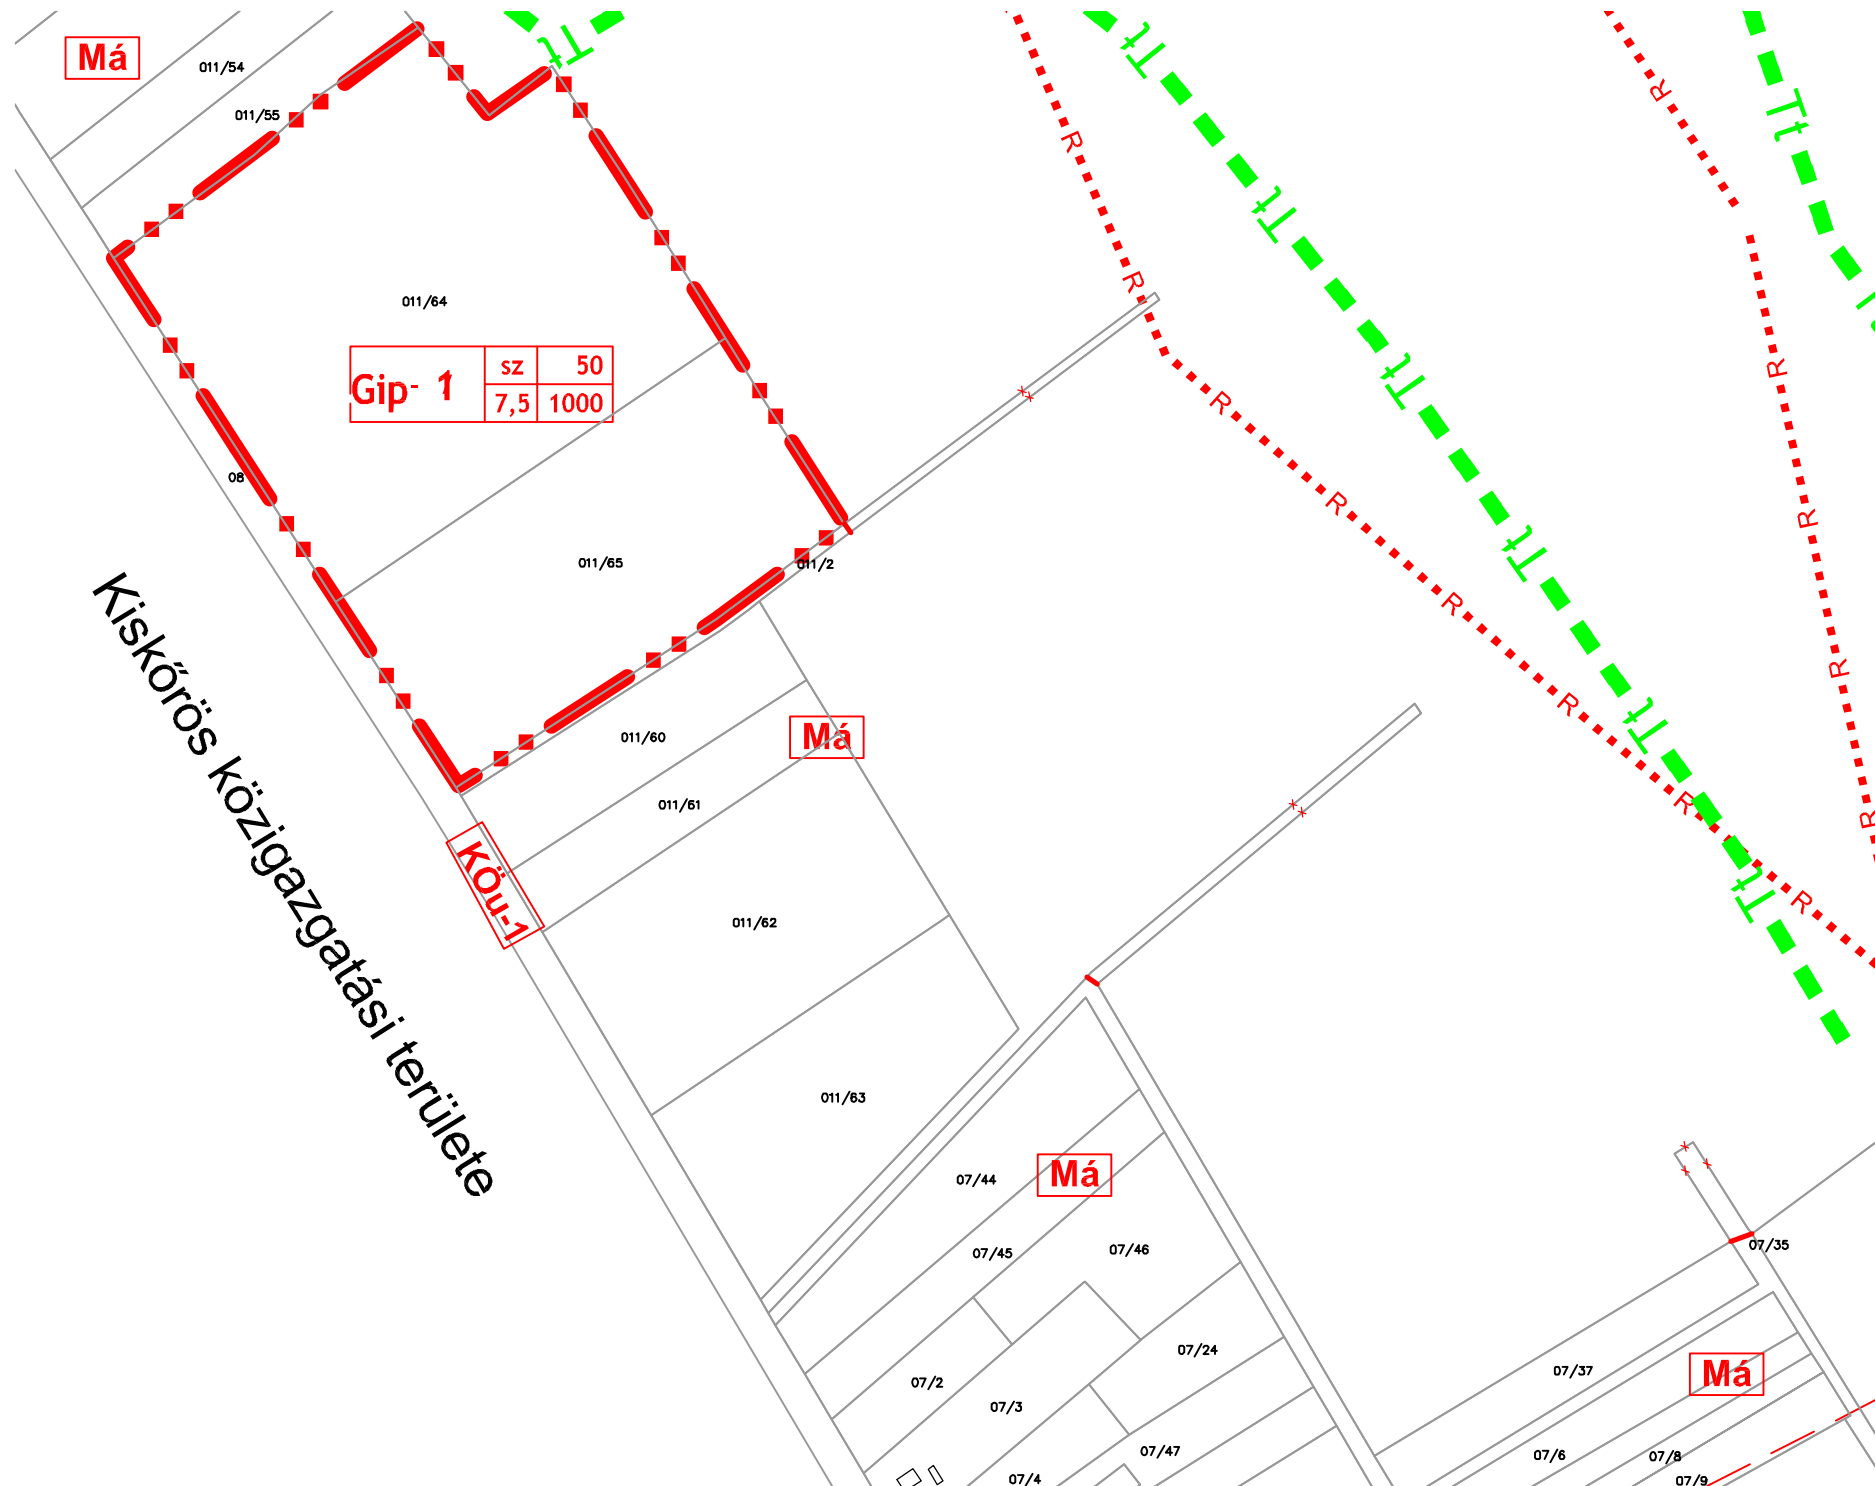 Má
011/54
011/55
Tt
Tt
Tt
R
R
Tt
R
011/64
Gip- 1
sz 50
7,5 1000
Tt
R
R
08
R
R
Tt
011/65
011/2
R
Kiskőrös közigazgatási területe
R
R
Tt
011/60
Má
011/61
R
R
KÖu-1
Tt
R
011/62
011/63
07/44
Má
07/45
07/46
07/35
07/24
07/37
Má
07/2
07/3
07/47
07/6
07/8
07/4
07/9